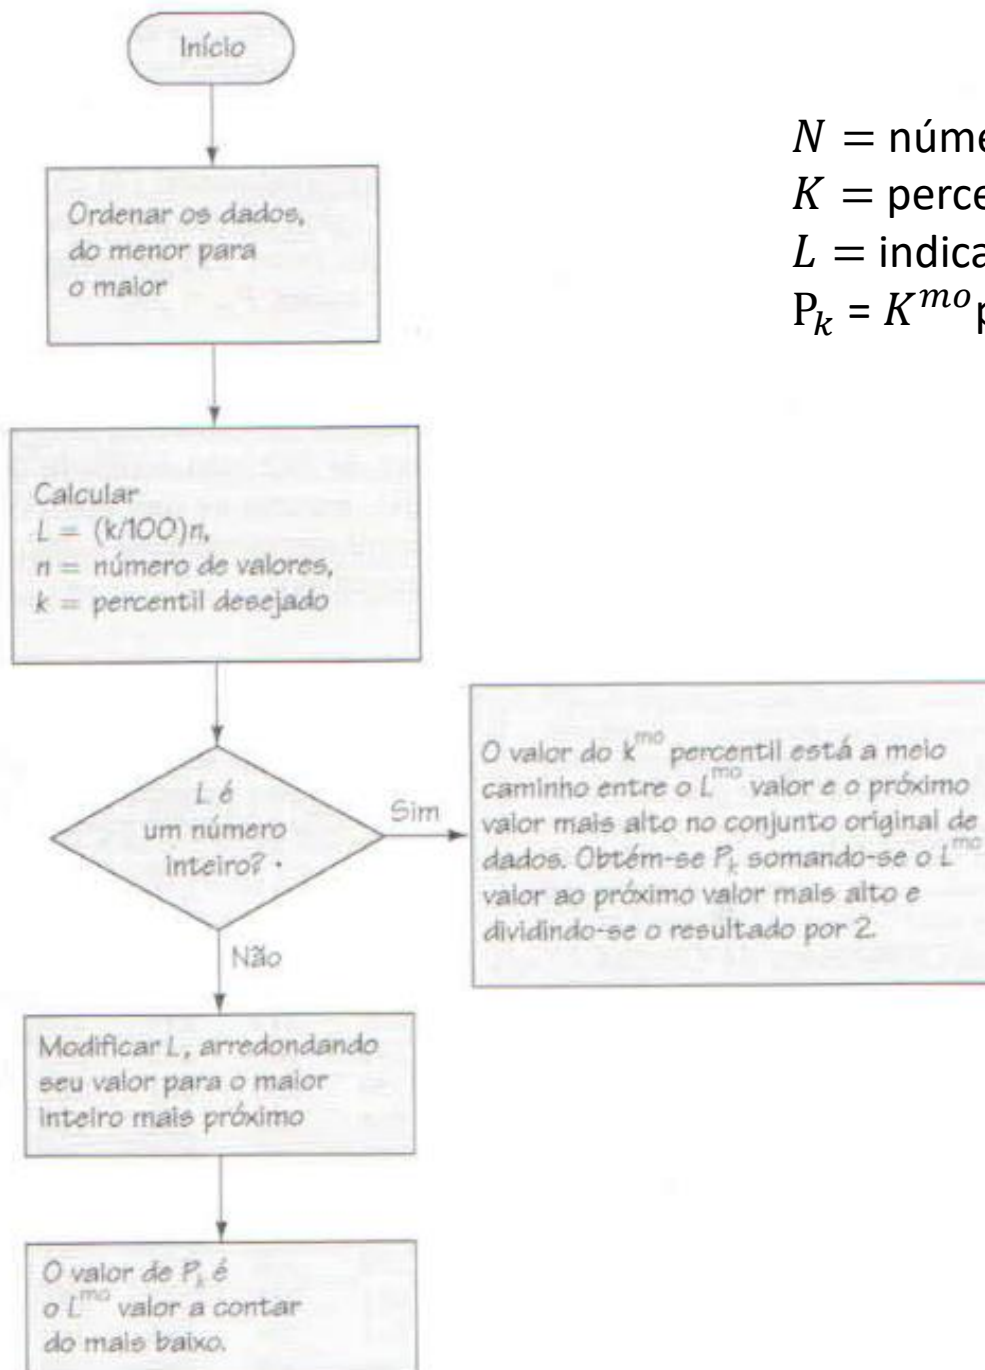 Início
Ordenar os dados,
do menor para
o maior
Calcular
L = (k/100)n,
n = número de valores,
k = percentil desejado
L é
um número
inteiro?
Sim
O valor do k^mo percentil está a meio
caminho entre o L^mo valor e o próximo
valor mais alto no conjunto original de
dados. Obtém-se P_k somando-se o L^mo
valor ao próximo valor mais alto e
dividindo-se o resultado por 2.
Não
Modificar L, arredondando
seu valor para o maior
inteiro mais próximo
O valor de P_k é
o L^mo valor a contar
do mais baixo.
N =
K =
L =
P_k = K^mo